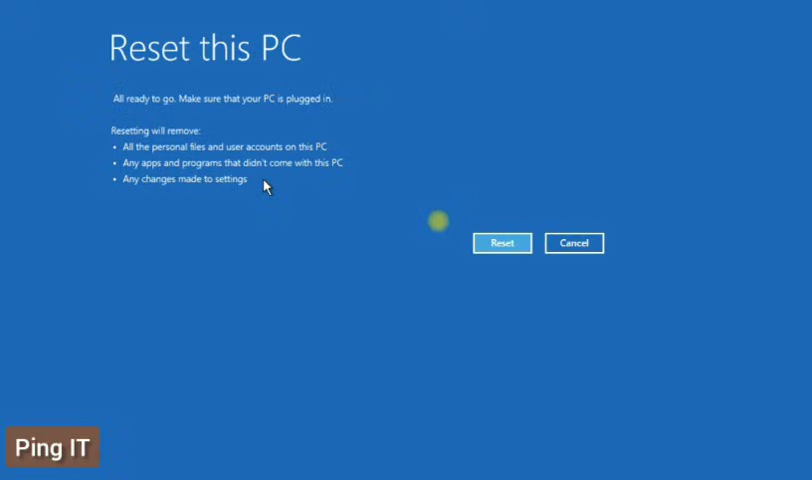 Reset this PC
All ready to go. Make sure that your PC is plugged in.
Resetting will remove:
• All the personal files and user accounts on this PC
• Any apps and programs that didn't come with this PC
• Any changes made to settings
Reset Cancel
Ping IT